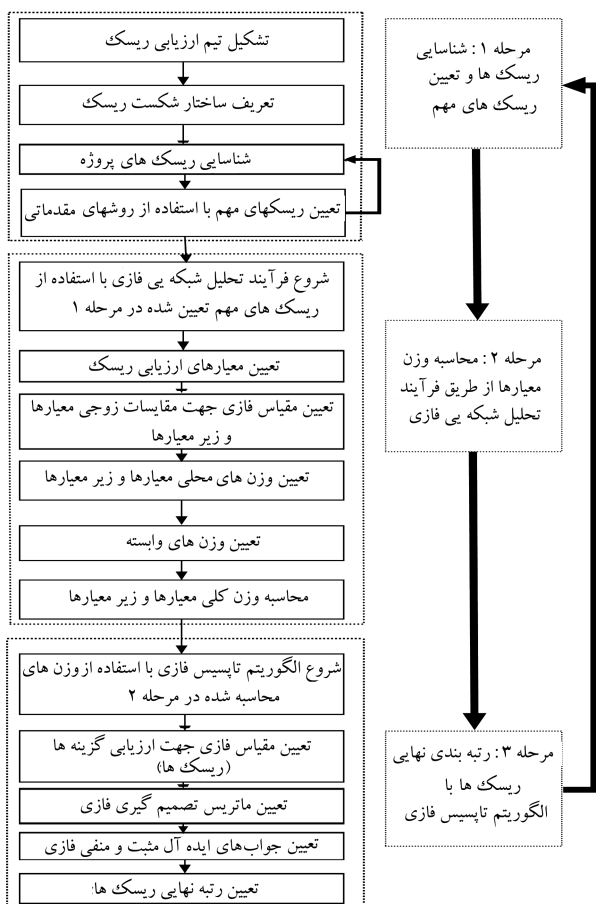 تشکیل تیم ارزیابی ریسک
تعریف ساختار شکست ریسک
شناسایی ریسک های پروژه
تعیین ریسکهای مهم با استفاده از روشهای مقدماتی
شروع فرآیند تحلیل شبکه یی فازی با استفاده از
ریسک های مهم تعیین شده در مرحله ۱
تعیین معیارهای ارزیابی ریسک
تعیین مقیاس فازی جهت مقایسات زوجی معیارها
و زیر معیارها
تعیین وزن های محلی معیارها و زیر معیارها
تعیین وزن های وابسته
محاسبه وزن کلی معیارها و زیر معیارها
شروع الگوریتم تاپسیس فازی با استفاده از وزن های
محاسبه شده در مرحله ۲
تعیین مقیاس فازی جهت ارزیابی گزینه ها
(ریسک ها)
تعیین ماتریس تصمیم گیری فازی
تعیین جواب‌های ایده آل مثبت و منفی فازی
تعیین رتبه نهایی ریسک ها:
مرحله ۱: شناسایی
ریسک ها و تعیین
ریسک های مهم
مرحله ۲: محاسبه وزن
معیارها از طریق فرآیند
تحلیل شبکه یی فازی
مرحله ۳: رتبه بندی نهایی
ریسک ها با
الگوریتم تاپسیس فازی